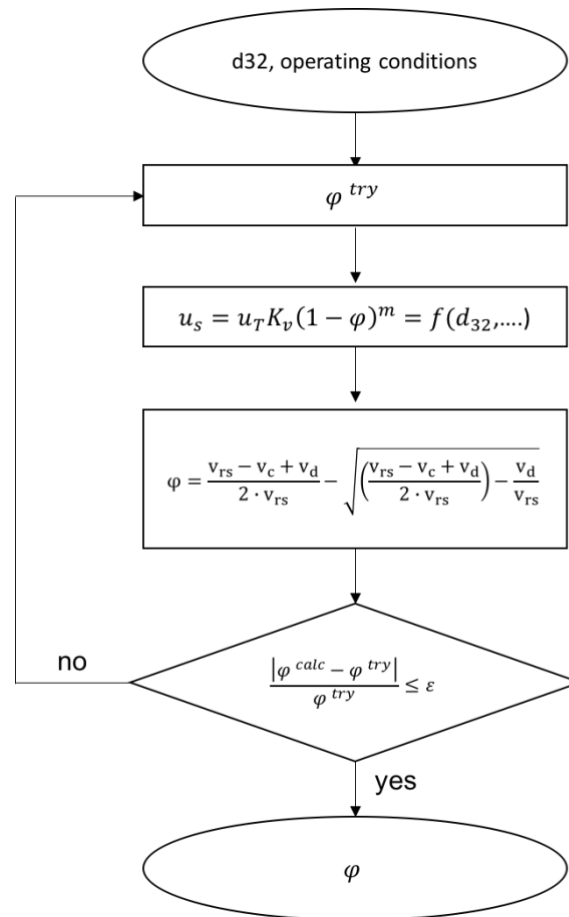 d32, operating conditions
φ ^try
u_s = u_T K_v (1 − φ)^m = f(d_32,....)
φ = (v_rs − v_c + v_d)/(2 · v_rs) − √(((v_rs − v_c + v_d)/(2 · v_rs)) − v_d/v_rs)
|φ^calc − φ^try|/φ^try ≤ ε
no
yes
φ